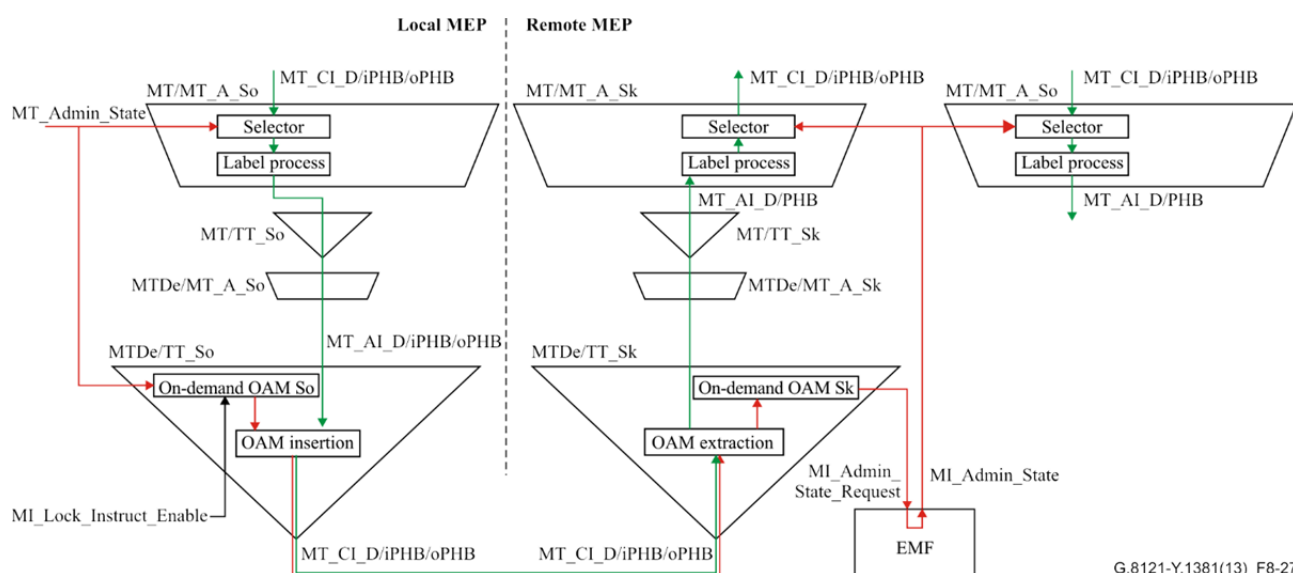 Local MEP
Remote MEP
MT_CI_D/iPHB/oPHB
MT_CI_D/iPHB/oPHB
MT_CI_D/iPHB/oPHB
MT/MT_A_So
MT/MT_A_Sk
MT/MT_A_So
MT_Admin_State
Selector
Selector
Selector
Label process
Label process
Label process
MT_AI_D/PHB
MT_AI_D/PHB
MT/TT_So
MT/TT_Sk
MTDe/MT_A_So
MTDe/MT_A_Sk
MT_AI_D/iPHB/oPHB
MTDe/TT_So
MTDe/TT_Sk
On-demand OAM So
On-demand OAM Sk
OAM insertion
OAM extraction
MI_Admin_
State_Request
MI_Admin_State
MI_Lock_Instruct_Enable
MT_CI_D/iPHB/oPHB
MT_CI_D/iPHB/oPHB
EMF